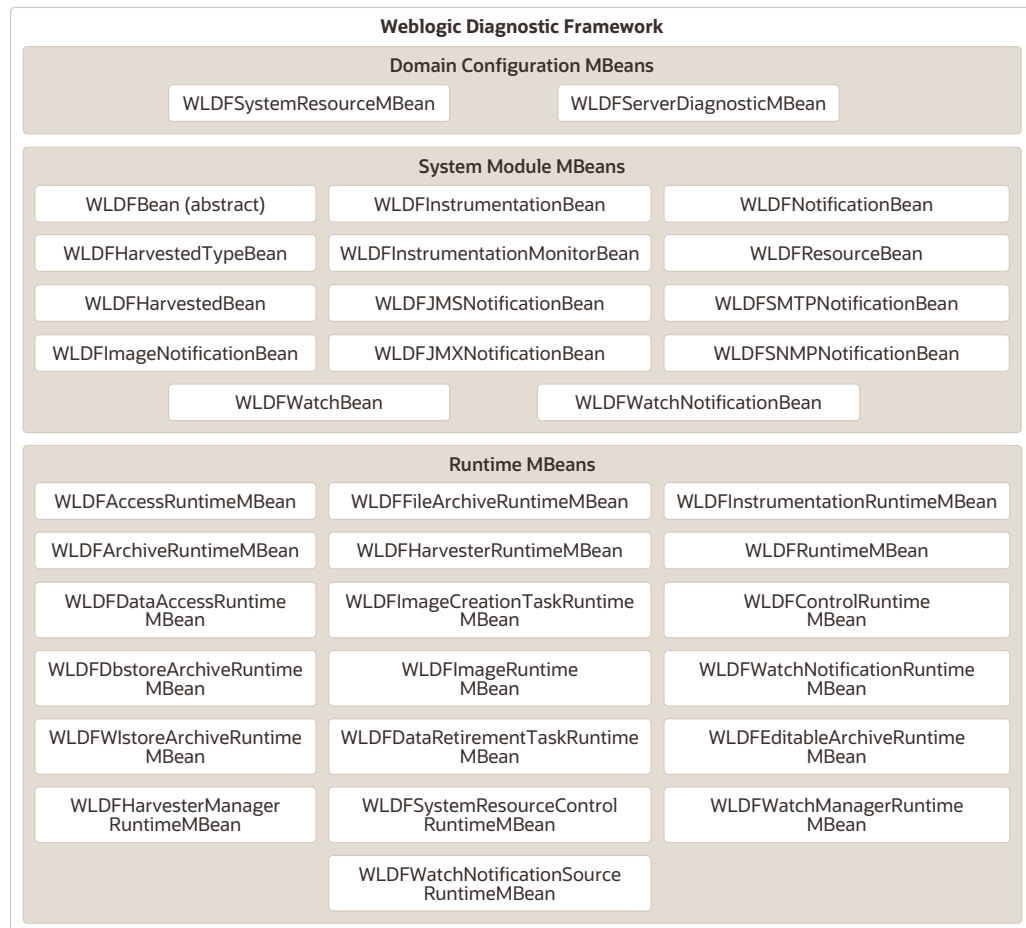 Weblogic Diagnostic Framework
Domain Configuration MBeans
WLDFSystemResourceMBean
WLDFServerDiagnosticMBean
System Module MBeans
WLDFBean (abstract)
WLDFInstrumentationBean
WLDFNotificationBean
WLDFHarvestedTypeBean
WLDFInstrumentationMonitorBean
WLDFResourceBean
WLDFHarvestedBean
WLDFJMSNotificationBean
WLDFSMTPNotificationBean
WLDFImageNotificationBean
WLDFJMXNotificationBean
WLDFSNMPNotificationBean
WLDFWatchBean
WLDFWatchNotificationBean
Runtime MBeans
WLDFAccessRuntimeMBean
WLDFFileArchiveRuntimeMBean
WLDFInstrumentationRuntimeMBean
WLDFArchiveRuntimeMBean
WLDFHarvesterRuntimeMBean
WLDFRuntimeMBean
WLDFDataAccessRuntime
MBean
WLDFImageCreationTaskRuntime
MBean
WLDFControlRuntime
MBean
WLDFDbstoreArchiveRuntime
MBean
WLDFImageRuntime
MBean
WLDFWatchNotificationRuntime
MBean
WLDFWlstoreArchiveRuntime
MBean
WLDFDataRetirementTaskRuntime
MBean
WLDFEditableArchiveRuntime
MBean
WLDFHarvesterManager
RuntimeMBean
WLDFSystemResourceControl
RuntimeMBean
WLDFWatchManagerRuntime
MBean
WLDFWatchNotificationSource
RuntimeMBean